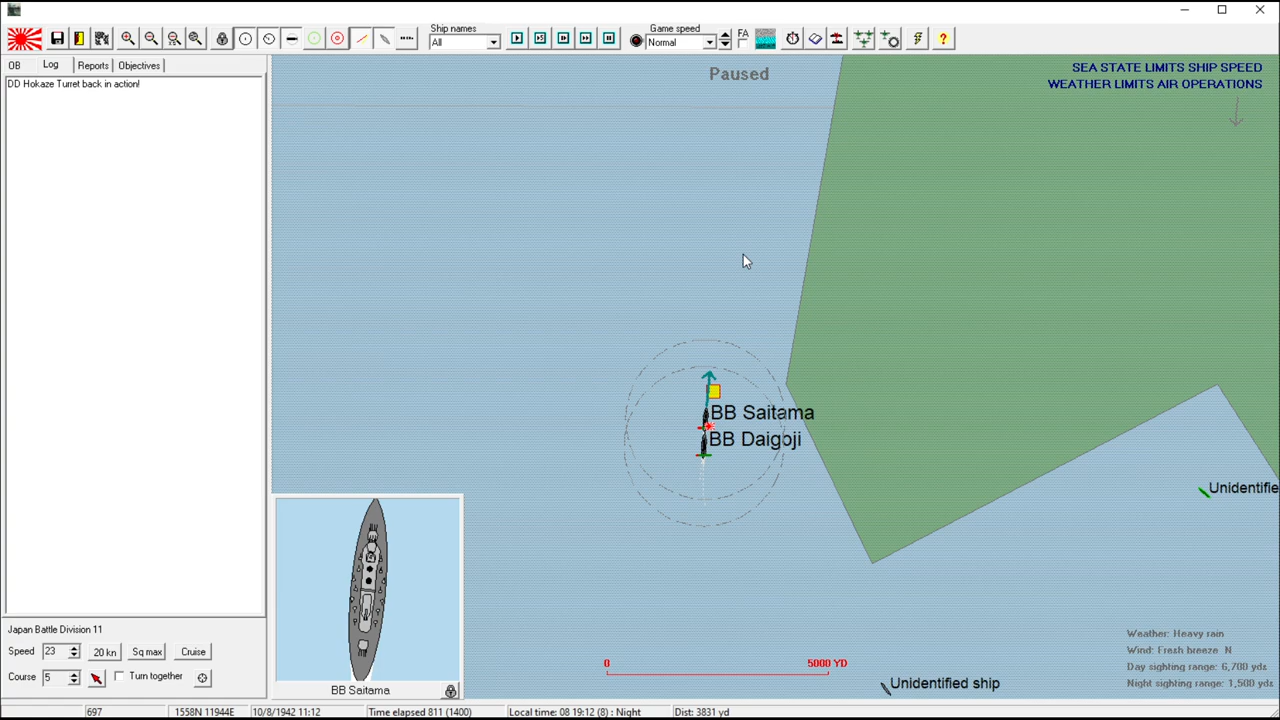 Ship names
All
Game speed
Normal
FA
OB
Log
Reports
Objectives
DD Hokaze Turret back in action!
Paused
SEA STATE LIMITS SHIP SPEED
WEATHER LIMITS AIR OPERATIONS
BB Saitama
BB Daigoji
Unidentifie
Unidentified ship
Weather: Heavy rain
Wind: Fresh breeze N
Day sighting range: 6,700 yds
Night sighting range: 1,500 yds
0 5000 YD
BB Saitama
Japan Battle Division 11
Speed 23 20 kn Sq max Cruise
Course 5 Turn together
697 1558N 11944E 10/8/1942 11:12 Time elapsed 811 (1400) Local time: 08 19:12 (8) : Night Dist: 3831 yd